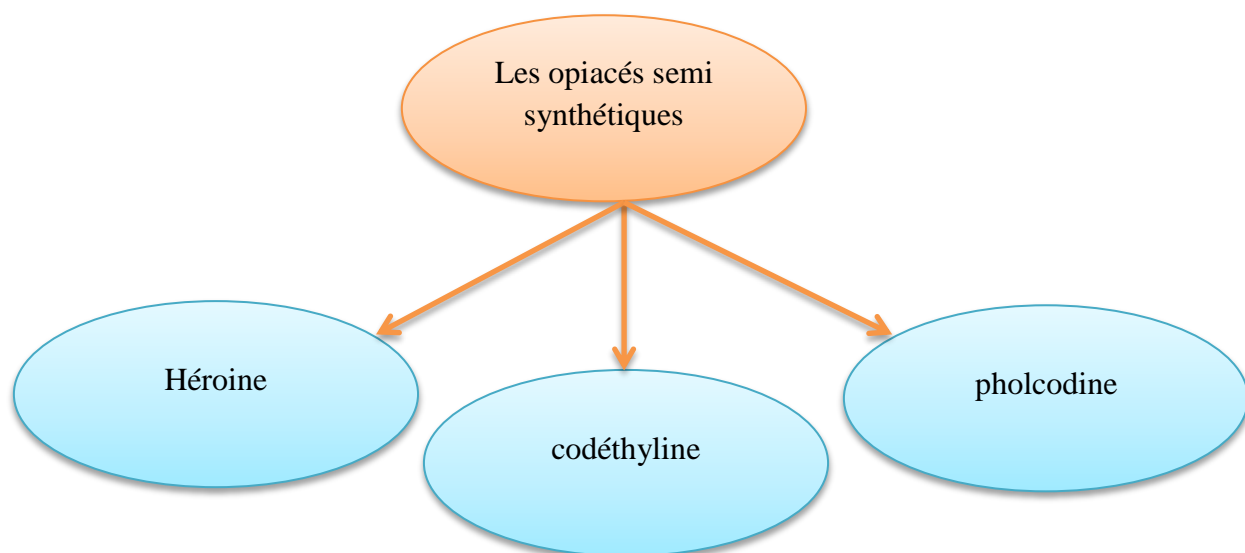 Les opiacés semi
synthétiques
Héroine
codéthyline
pholcodine